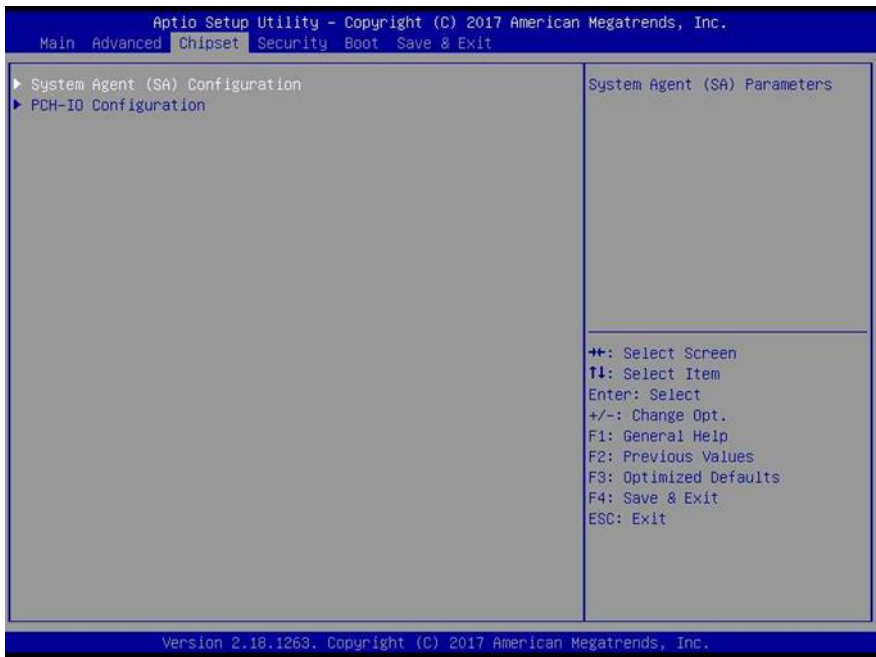 Aptio Setup Utility – Copyright (C) 2017 American Megatrends, Inc.
Main Advanced Chipset Security Boot Save & Exit
▶ System Agent (SA) Configuration
▶ PCH-IO Configuration
System Agent (SA) Parameters
→←: Select Screen
↑↓: Select Item
Enter: Select
+/-: Change Opt.
F1: General Help
F2: Previous Values
F3: Optimized Defaults
F4: Save & Exit
ESC: Exit
Version 2.18.1263. Copyright (C) 2017 American Megatrends, Inc.